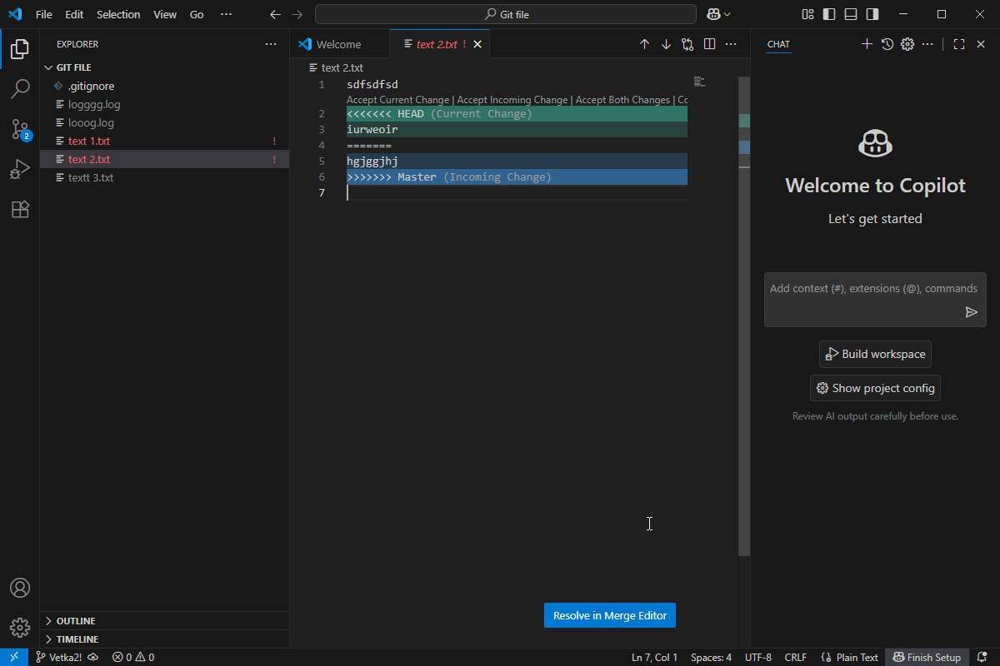 File Edit Selection View Go ··· Git file
EXPLORER ···
GIT FILE
.gitignore
logggg.log
looog.log
text 1.txt !
text 2.txt !
textt 3.txt
OUTLINE
TIMELINE
2
Welcome text 2.txt !
text 2.txt
1 sdfsdfsd
Accept Current Change | Accept Incoming Change | Accept Both Changes | Co
2 <<<<<<< HEAD (Current Change)
3 iurweoir
4 =======
5 hgjggjhj
6 >>>>>>> Master (Incoming Change)
7
Resolve in Merge Editor
CHAT
Welcome to Copilot
Let's get started
Add context (#), extensions (@), commands
Build workspace
Show project config
Review AI output carefully before use.
Vetka2! 0 0 Ln 7, Col 1 Spaces: 4 UTF-8 CRLF Plain Text Finish Setup